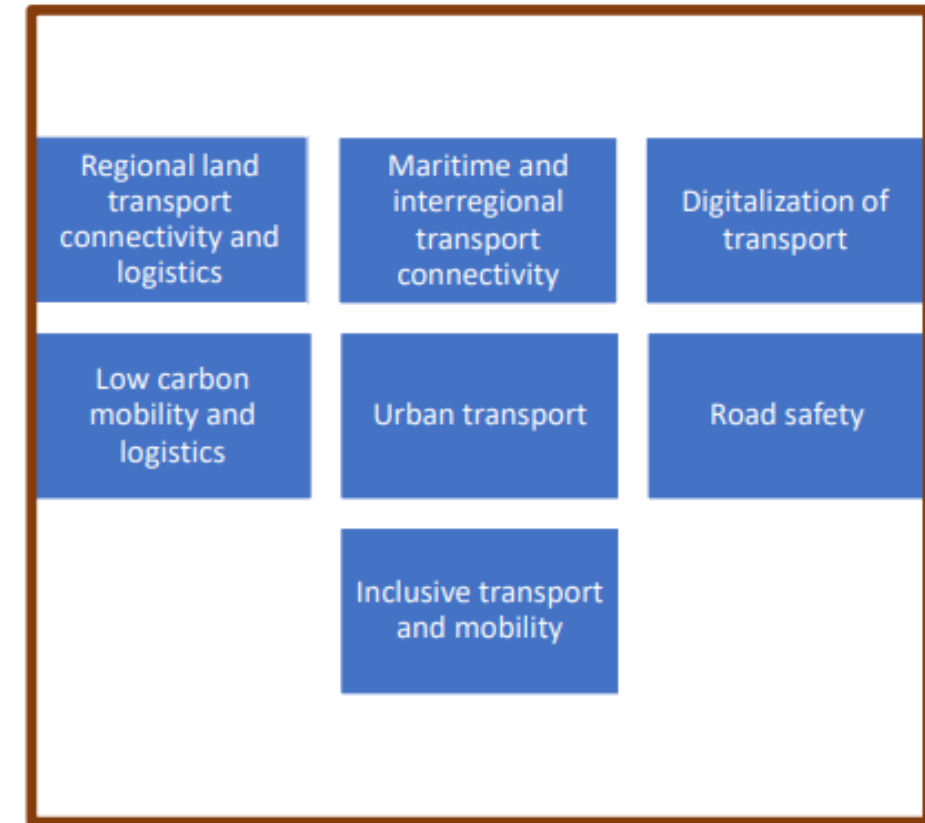 Regional land
transport
connectivity and
logistics
Maritime and
interregional
transport
connectivity
Digitalization of
transport
Low carbon
mobility and
logistics
Urban transport
Road safety
Inclusive transport
and mobility